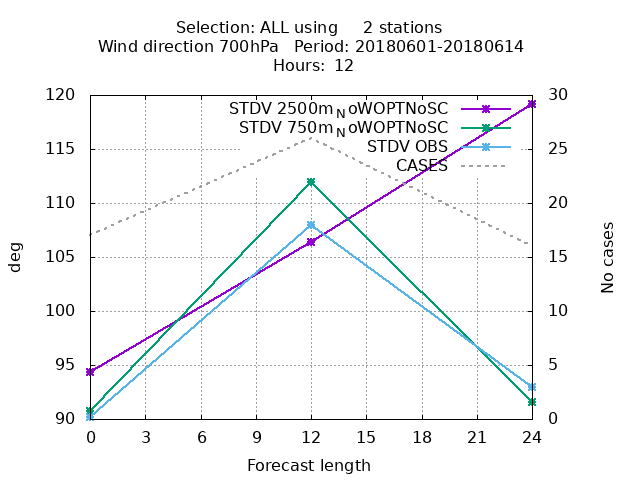 Selection: ALL using     2 stations
Wind direction 700hPa   Period: 20180601-20180614
Hours: 12
120
115
110
105
100
95
90
deg
STDV 2500m_NoWOPTNoSC
STDV 750m_NoWOPTNoSC
STDV OBS
CASES
30
25
20
15
10
5
0
No cases
0 3 6 9 12 15 18 21 24
Forecast length